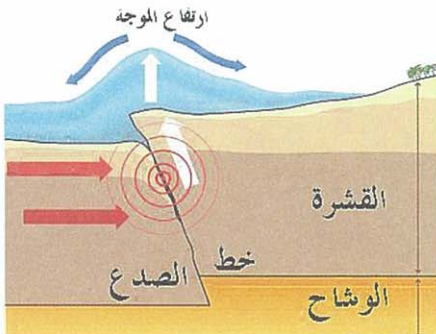 ارتفاع الموجة
القشرة
خط الصدع
الوشاح